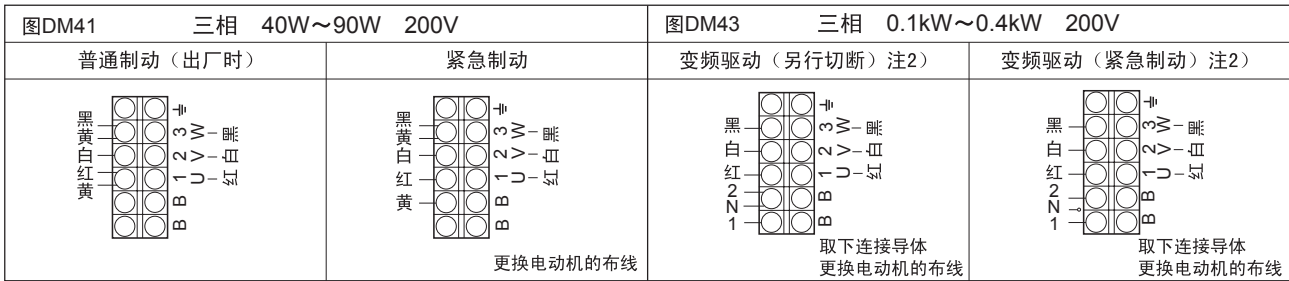 图DM41 三相 40W～90W 200V
图DM43 三相 0.1kW～0.4kW 200V
普通制动（出厂时）
紧急制动
变频驱动（另行切断）注2）
变频驱动（紧急制动）注2）
黑
黄
白
红
黄
3 W－黑
2 V－白
1 U－红
B
B
黑
黄
白
红
黄
3 W－黑
2 V－白
1 U－红
B
B
更换电动机的布线
黑
白
红
2
N
1
3 W－黑
2 V－白
1 U－红
B
B
取下连接导体
更换电动机的布线
黑
白
红
2
N
1
3 W－黑
2 V－白
1 U－红
B
B
取下连接导体
更换电动机的布线